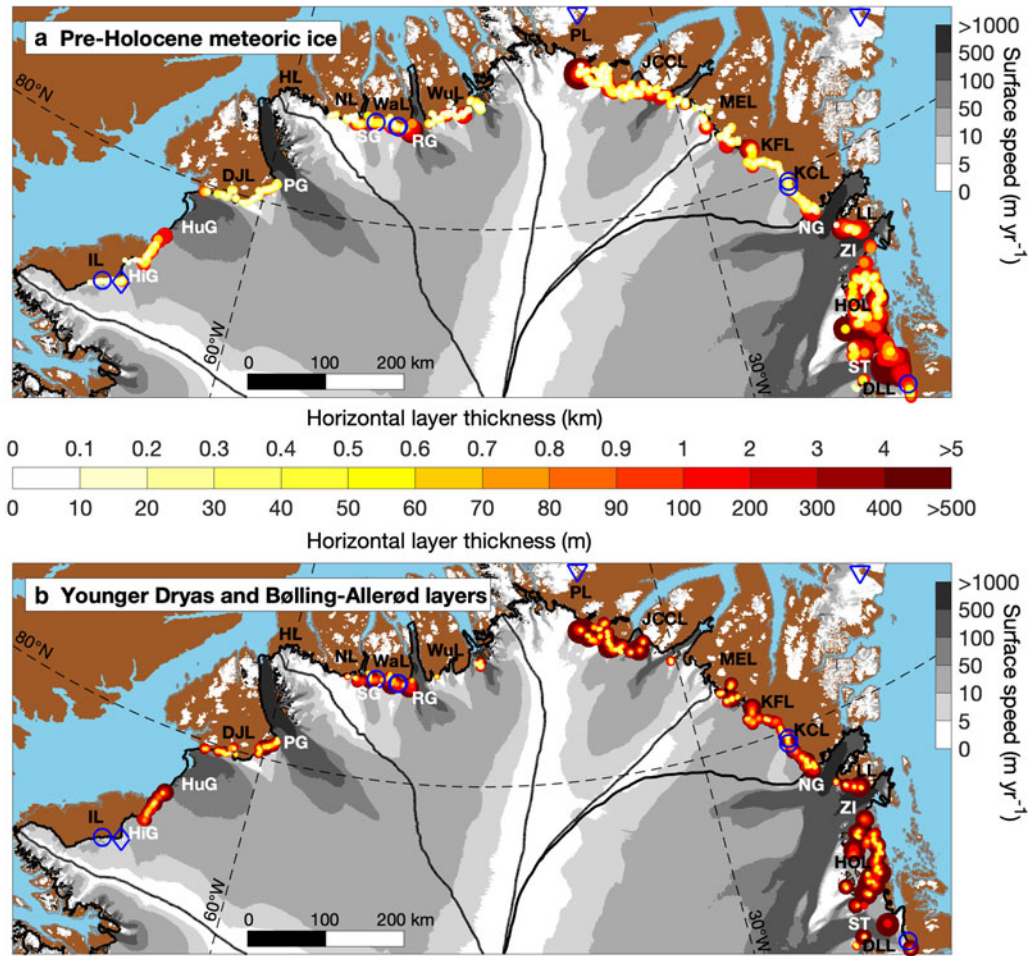 a Pre-Holocene meteoric ice
PL
JCCL
MEL
KFL
KCL
NG
LL
ZI
HOL
ST
DLL
HL
NL
WaL
WuL
SG
RG
DJL
PG
HuG
IL
HiG
80°N
60°W
30°W
0 100 200 km
>1000
500
100
50
10
5
0
Surface speed (m yr⁻¹)
Horizontal layer thickness (km)
0 0.1 0.2 0.3 0.4 0.5 0.6 0.7 0.8 0.9 1 2 3 4 >5
0 10 20 30 40 50 60 70 80 90 100 200 300 400 >500
Horizontal layer thickness (m)
b Younger Dryas and Bølling-Allerød layers
PL
JCCL
MEL
KFL
KCL
NG
LL
ZI
HOL
ST
DLL
HL
NL
WaL
WuL
SG
RG
DJL
PG
HuG
IL
HiG
80°N
60°W
30°W
0 100 200 km
>1000
500
100
50
10
5
0
Surface speed (m yr⁻¹)